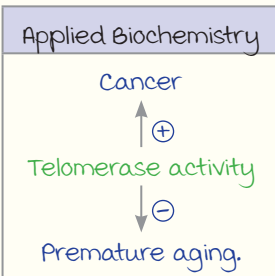 Applied Biochemistry
Cancer
⊕
Telomerase activity
⊖
Premature aging.